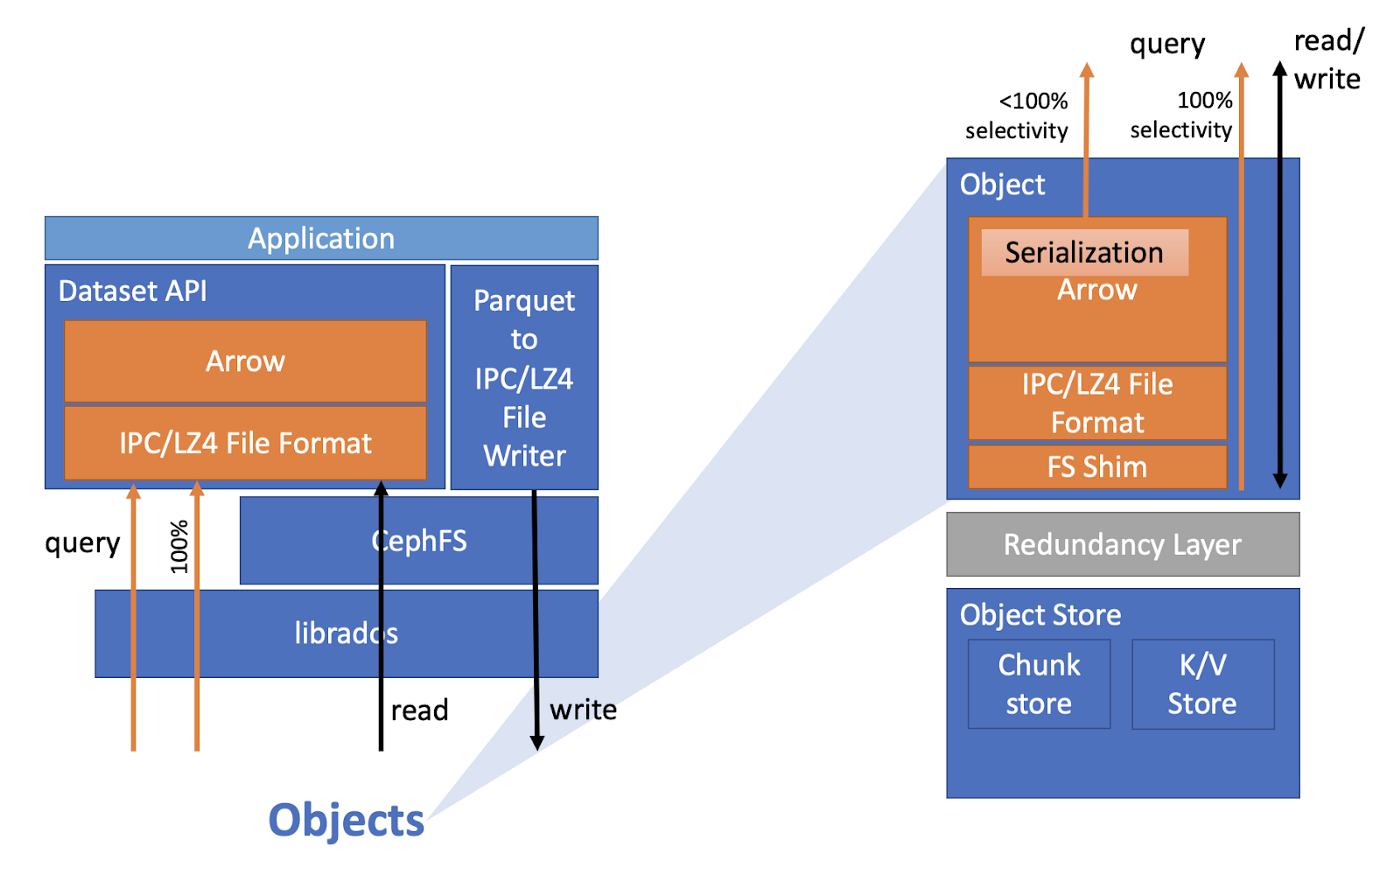 Application
Dataset API
Arrow
IPC/LZ4 File Format
Parquet
to
IPC/LZ4
File
Writer
query
100%
CephFS
librados
read
write
Objects
query
read/
write
<100%
selectivity
100%
selectivity
Object
Serialization
Arrow
IPC/LZ4 File
Format
FS Shim
Redundancy Layer
Object Store
Chunk
store
K/V
Store